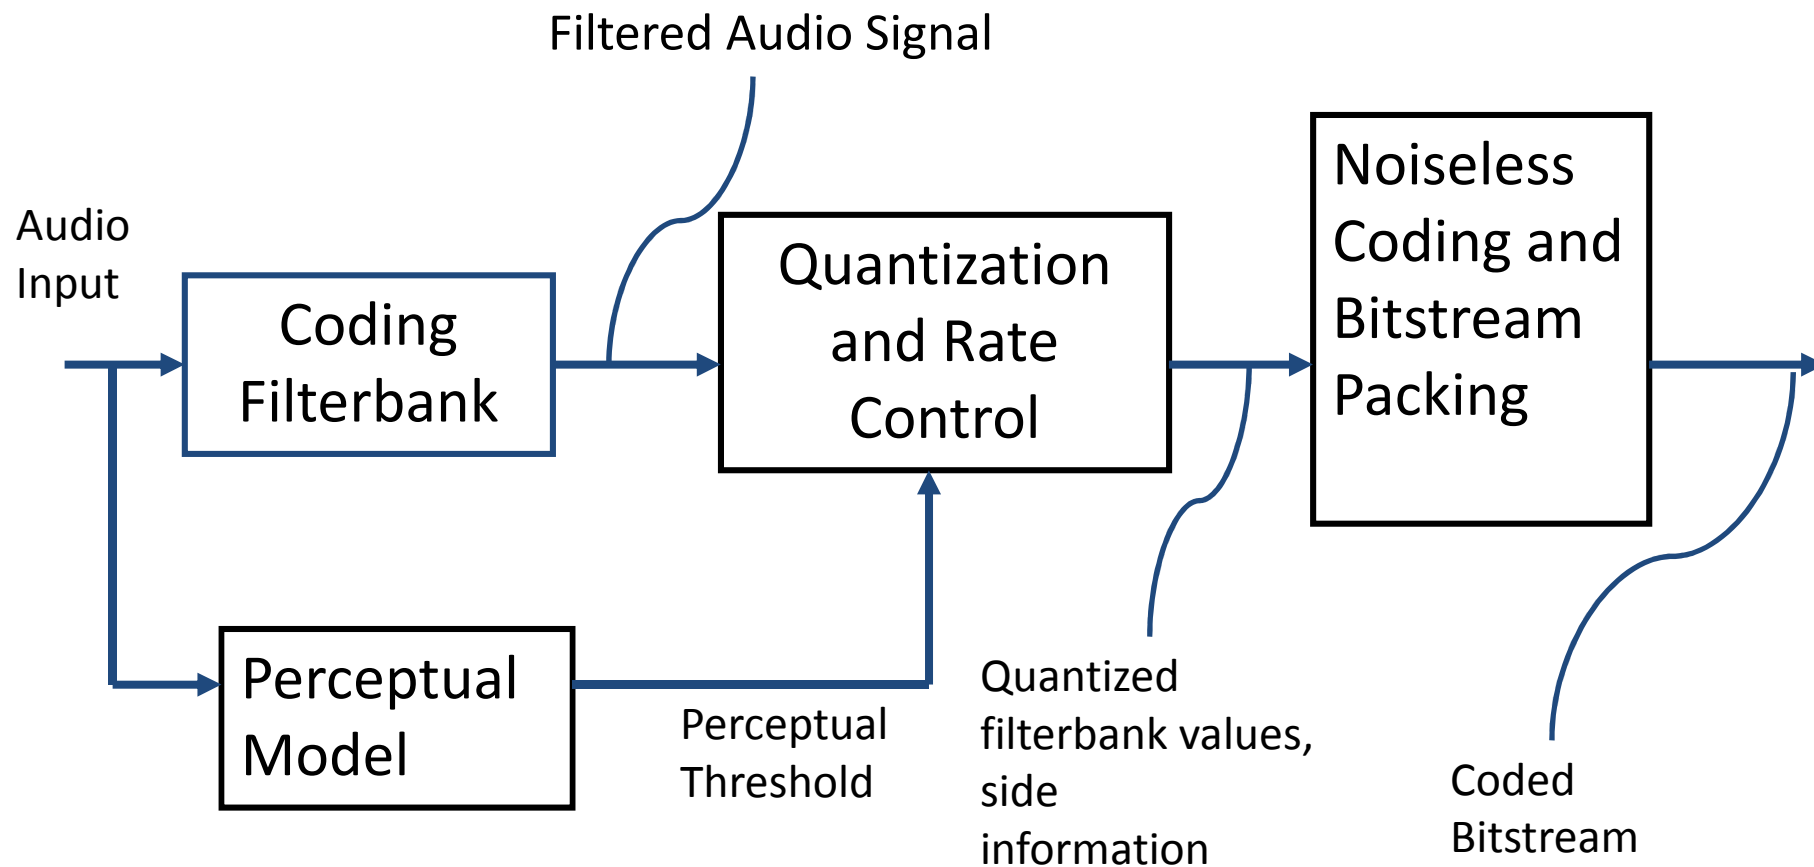 Filtered Audio Signal
Audio
Input
Coding
Filterbank
Quantization
and Rate
Control
Noiseless
Coding and
Bitstream
Packing
Perceptual
Model
Perceptual
Threshold
Quantized
filterbank values,
side
information
Coded
Bitstream